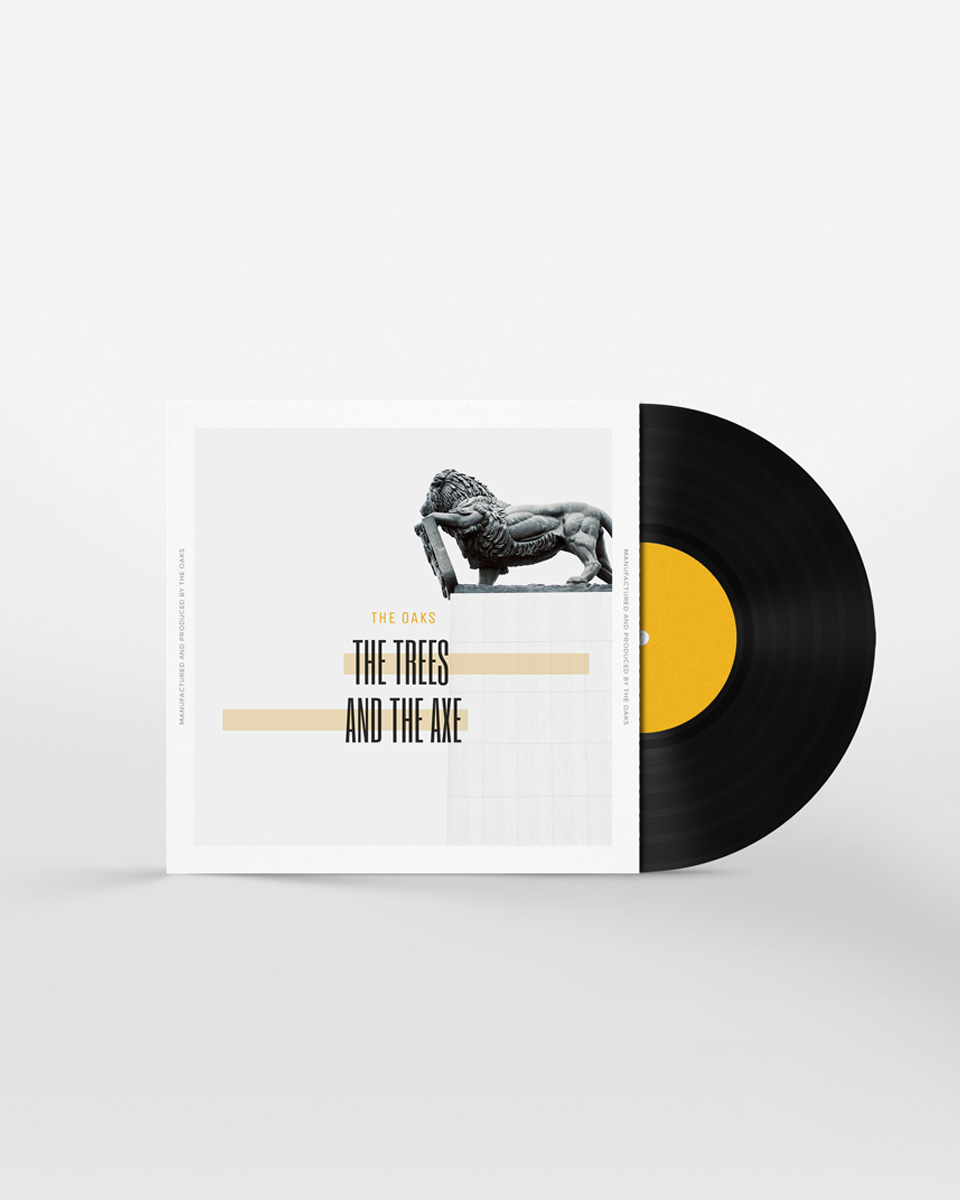 THE OAKS
THE TREES
AND THE AXE
MANUFACTURED AND PRODUCED BY THE OAKS
MANUFACTURED AND PRODUCED BY THE OAKS